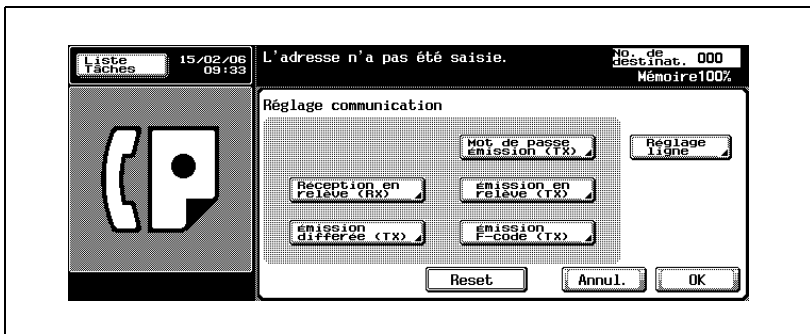 Liste
Tâches
15/02/06
09:33
L'adresse n'a pas été saisie.
No. de
destinat. 000
Mémoire100%
Réglage communication
Mot de passe
émission (TX)
Réglage
ligne
Réception en
relève (RX)
émission en
relève (TX)
émission
différée (TX)
émission
F-code (TX)
Reset
Annul.
OK